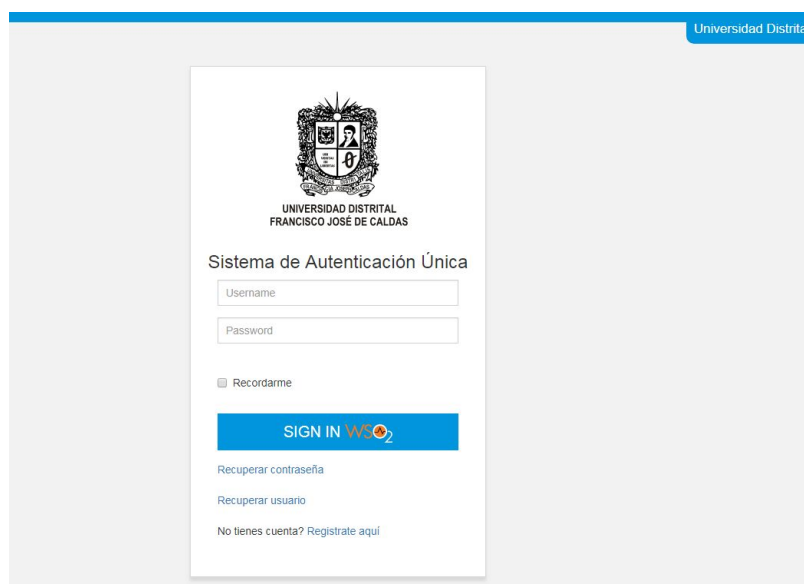 Universidad Distrita
UNIVERSIDAD DISTRITAL
FRANCISCO JOSÉ DE CALDAS
Sistema de Autenticación Única
Username
Password
Recordarme
SIGN IN WSO2
Recuperar contraseña
Recuperar usuario
No tienes cuenta? Registrate aquí